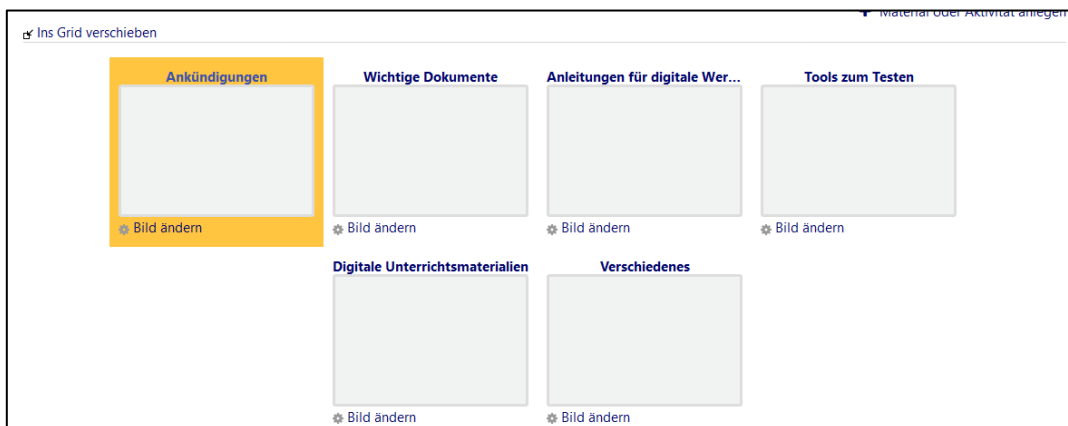 Material oder Aktivität anlegen
Ins Grid verschieben
Ankündigungen
Wichtige Dokumente
Anleitungen für digitale Wer...
Tools zum Testen
Bild ändern
Bild ändern
Bild ändern
Bild ändern
Digitale Unterrichtsmaterialien
Verschiedenes
Bild ändern
Bild ändern